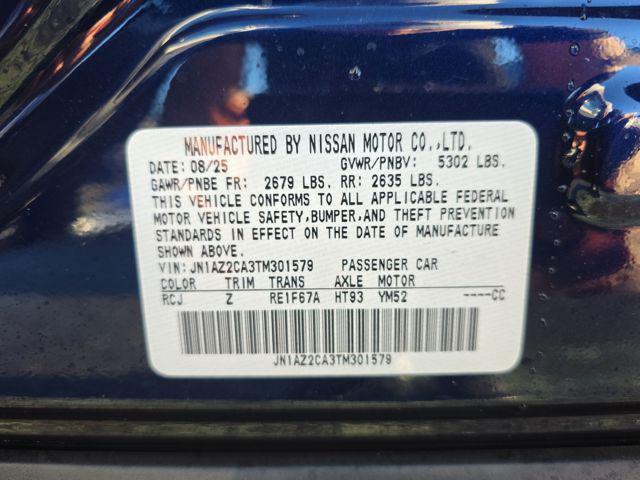 MANUFACTURED BY NISSAN MOTOR CO.,LTD.
DATE: 08/25 GVWR/PNBV: 5302 LBS.
GAWR/PNBE FR: 2679 LBS. RR: 2635 LBS.
THIS VEHICLE CONFORMS TO ALL APPLICABLE FEDERAL
MOTOR VEHICLE SAFETY,BUMPER,AND THEFT PREVENTION
STANDARDS IN EFFECT ON THE DATE OF MANUFACTURE
SHOWN ABOVE.
VIN: JN1AZ2CA3TM301579 PASSENGER CAR
COLOR TRIM TRANS AXLE MOTOR
RCJ Z RE1F67A HT93 YM52 ----CC
JN1AZ2CA3TM301579